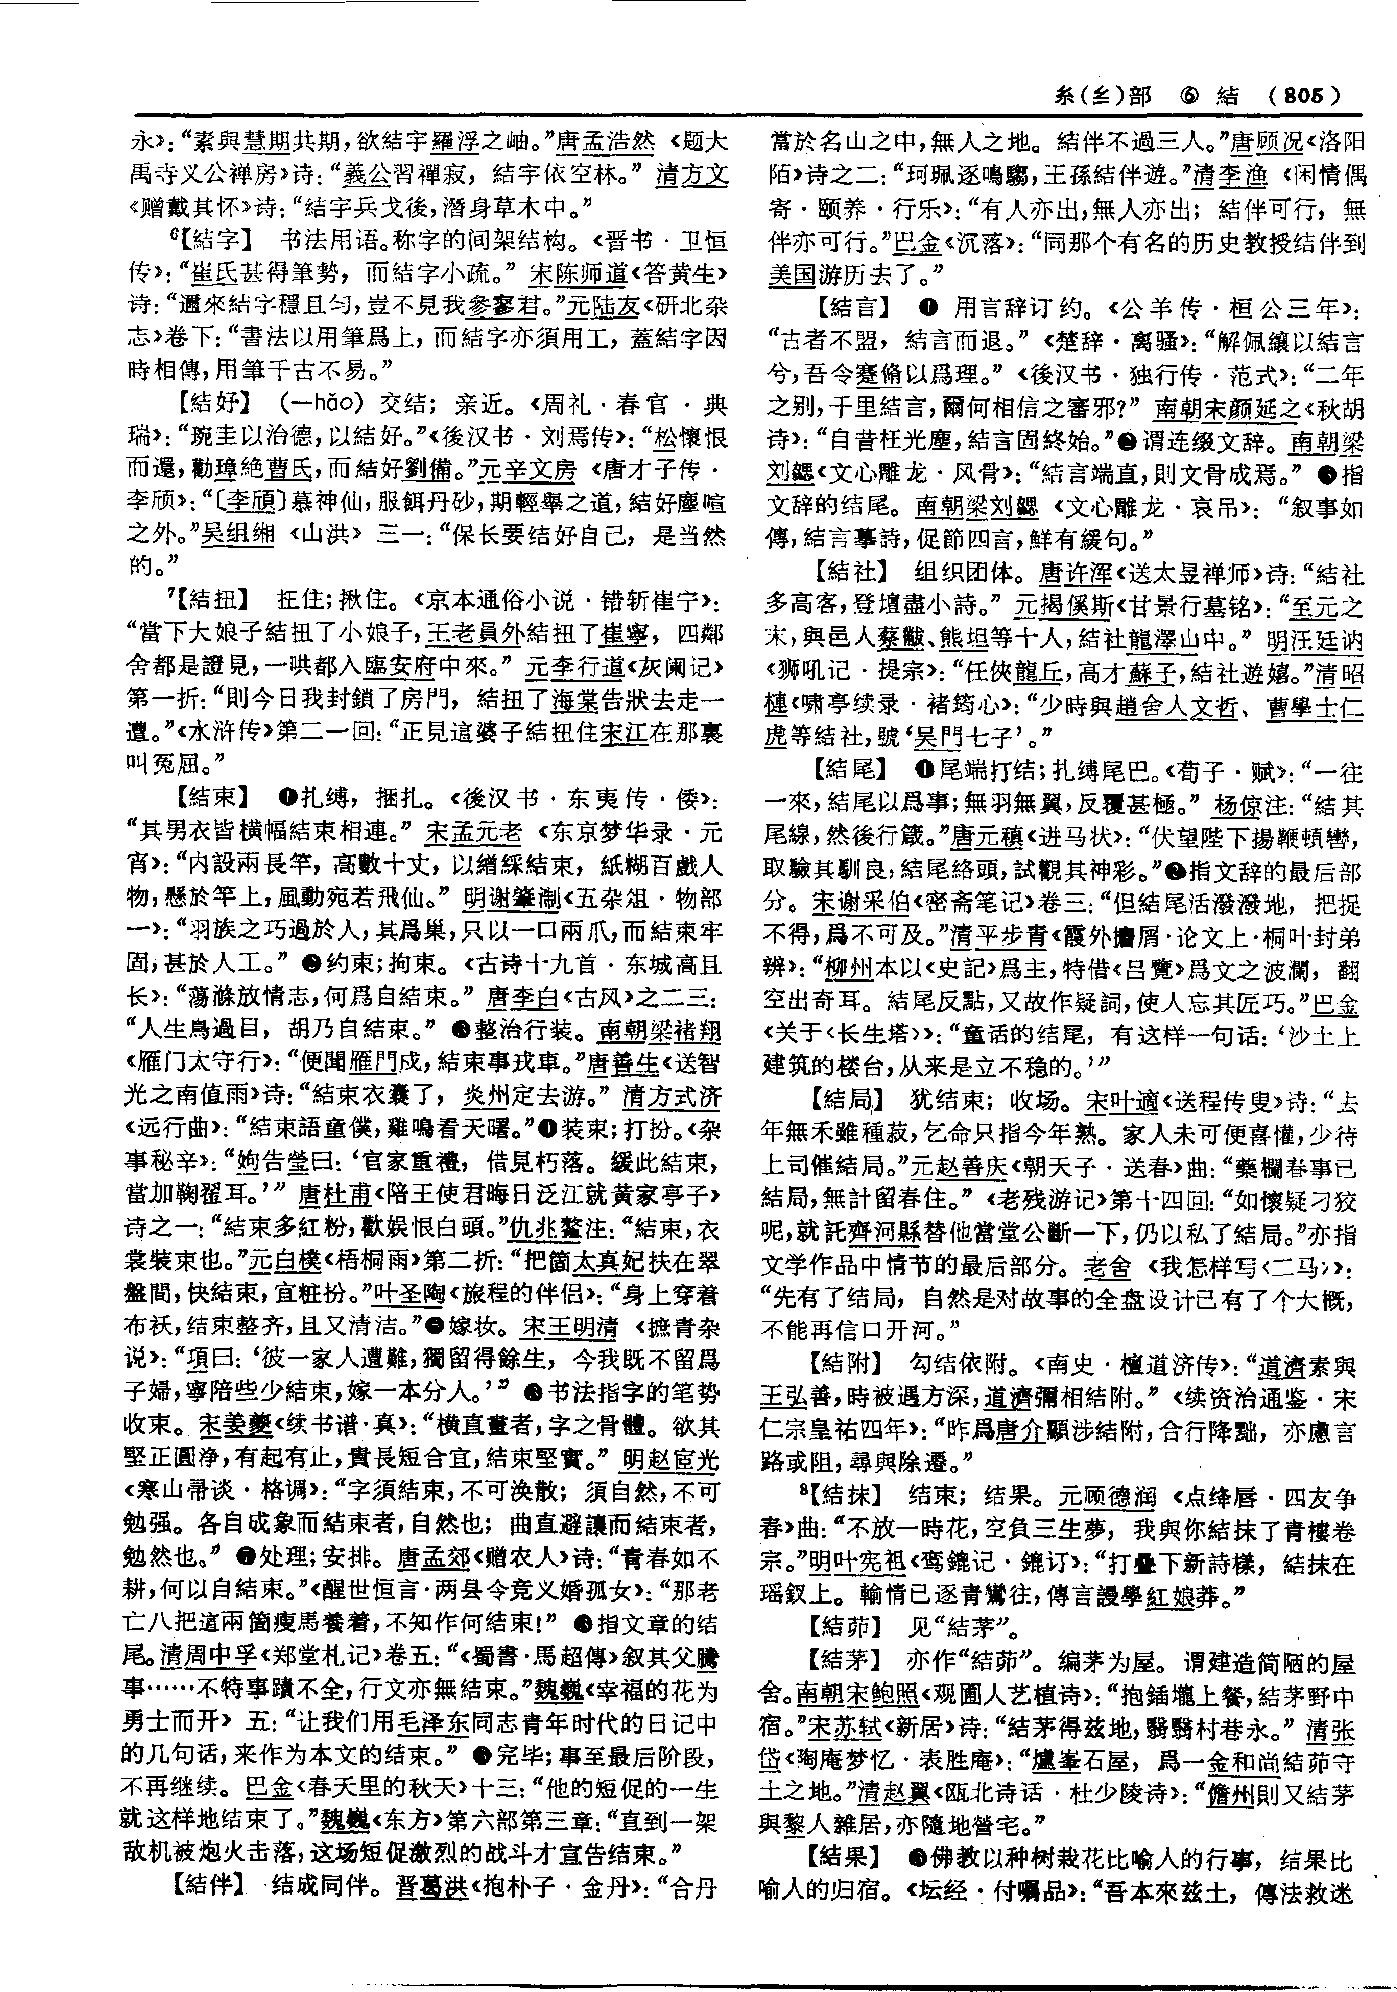 糸(纟)部 ⑥ 結 (805)
永》：“素與慧期共期，欲結宇羅浮之岫。”唐孟浩然《题大
禹寺义公禅房》诗：“義公習禪寂，結宇依空林。”清方文
《赠戴其怀》诗：“結宇兵戈後，潛身草木中。”
⁶【結字】 书法用语。称字的间架结构。《晋书·卫恒
传》：“崔氏甚得筆勢，而結字小疏。”宋陈师道《答黄生》
诗：“邇來結字穩且匀，豈不見我參寥君。”元陆友《研北杂
志》卷下：“書法以用筆爲上，而結字亦須用工，蓋結字因
時相傳，用筆千古不易。”
【結好】 （—hǎo）交结；亲近。《周礼·春官·典
瑞》：“琬圭以治德，以結好。”《後汉书·刘焉传》：“松懷恨
而還，勸璋絶曹氏，而結好劉備。”元辛文房《唐才子传·
李颀》：“〔李頎〕慕神仙，服餌丹砂，期輕舉之道，結好塵喧
之外。”吴组缃《山洪》三一：“保长要结好自己，是当然
的。”
⁷【結扭】 扭住；揪住。《京本通俗小说·错斩崔宁》：
“當下大娘子結扭了小娘子，王老員外結扭了崔寧，四鄰
舍都是證見，一哄都入臨安府中來。”元李行道《灰阑记》
第一折：“則今日我封鎖了房門，結扭了海棠告狀去走一
遭。”《水浒传》第二一回：“正見這婆子結扭住宋江在那裏
叫冤屈。”
【結束】 ❶扎缚，捆扎。《後汉书·东夷传·倭》：
“其男衣皆横幅結束相連。”宋孟元老《东京梦华录·元
宵》：“内設兩長竿，高數十丈，以繒綵結束，紙糊百戲人
物，懸於竿上，風動宛若飛仙。”明谢肇淛《五杂俎·物部
一》：“羽族之巧過於人，其爲巢，只以一口兩爪，而結束牢
固，甚於人工。”❷约束；拘束。《古诗十九首·东城高且
长》：“蕩滌放情志，何爲自結束。”唐李白《古风》之二三：
“人生鳥過目，胡乃自結束。”❸整治行装。南朝梁褚翔
《雁门太守行》：“便聞雁門戍，結束事戎車。”唐善生《送智
光之南值雨》诗：“結束衣囊了，炎州定去游。”清方式济
《远行曲》：“結束語童僕，雞鳴看天曙。”❹装束；打扮。《杂
事秘辛》：“姁告瑩曰：‘官家重禮，借見朽落。緩此結束，
當加鞠翟耳。’”唐杜甫《陪王使君晦日泛江就黄家亭子》
诗之一：“結束多紅粉，歡娱恨白頭。”仇兆鳌注：“結束，衣
裳裝束也。”元白樸《梧桐雨》第二折：“把箇太真妃扶在翠
盤間，快結束，宜粧扮。”叶圣陶《旅程的伴侣》：“身上穿着
布袄，结束整齐，且又清洁。”❺嫁妆。宋王明清《摭青杂
说》：“項曰：‘彼一家人遭難，獨留得餘生，今我既不留爲
子婦，寧陪些少結束，嫁一本分人。’”❻书法指字的笔势
收束。宋姜夔《续书谱·真》：“横直畫者，字之骨體。欲其
堅正圓净，有起有止，貴長短合宜，結束堅實。”明赵宧光
《寒山帚谈·格调》：“字須結束，不可涣散；須自然，不可
勉强。各自成象而結束者，自然也；曲直避讓而結束者，
勉然也。”❼处理；安排。唐孟郊《赠农人》诗：“青春如不
耕，何以自結束。”《醒世恒言·两县令竞义婚孤女》：“那老
亡八把這兩箇瘦馬養着，不知作何結束！”❽指文章的结
尾。清周中孚《郑堂札记》卷五：“《蜀書·馬超傳》叙其父騰
事……不特事蹟不全，行文亦無結束。”魏巍《幸福的花为
勇士而开》五：“让我们用毛泽东同志青年时代的日记中
的几句话，来作为本文的结束。”❾完毕；事至最后阶段，
不再继续。巴金《春天里的秋天》十三：“他的短促的一生
就这样地结束了。”魏巍《东方》第六部第三章：“直到一架
敌机被炮火击落，这场短促激烈的战斗才宣告结束。”
【結伴】 结成同伴。晋葛洪《抱朴子·金丹》：“合丹
當於名山之中，無人之地。結伴不過三人。”唐顾况《洛阳
陌》诗之二：“珂珮逐鳴騶，王孫結伴遊。”清李渔《闲情偶
寄·颐养·行乐》：“有人亦出，無人亦出；結伴可行，無
伴亦可行。”巴金《沉落》：“同那个有名的历史教授结伴到
美国游历去了。”
【結言】 ❶ 用言辞订约。《公羊传·桓公三年》：
“古者不盟，結言而退。”《楚辞·离骚》：“解佩纕以結言
兮，吾令蹇脩以爲理。”《後汉书·独行传·范式》：“二年
之别，千里結言，爾何相信之審邪？”南朝宋颜延之《秋胡
诗》：“自昔枉光塵，結言固終始。”❷谓连缀文辞。南朝梁
刘勰《文心雕龙·风骨》：“結言端直，則文骨成焉。”❸指
文辞的结尾。南朝梁刘勰《文心雕龙·哀吊》：“叙事如
傳，結言摹詩，促節四言，鮮有緩句。”
【結社】 组织团体。唐许浑《送太昱禅师》诗：“結社
多高客，登壇盡小詩。”元揭傒斯《甘景行墓铭》：“至元之
末，與邑人蔡黻、熊坦等十人，結社龍澤山中。”明汪廷讷
《狮吼记·提宗》：“任俠龍丘，高才蘇子，結社遊嬉。”清昭
槤《啸亭续录·褚筠心》：“少時與趙舍人文哲、曹學士仁
虎等結社，號‘吴門七子’。”
【結尾】 ❶尾端打结；扎缚尾巴。《荀子·赋》：“一往
一來，結尾以爲事；無羽無翼，反覆甚極。”杨倞注：“結其
尾線，然後行箴。”唐元稹《进马状》：“伏望陛下揚鞭頓轡，
取驗其馴良，結尾絡頭，試觀其神彩。”❷指文辞的最后部
分。宋谢采伯《密斋笔记》卷三：“但結尾活潑潑地，把捉
不得，爲不可及。”清平步青《霞外攟屑·论文上·桐叶封弟
辨》：“柳州本以《史記》爲主，特借《吕覽》爲文之波瀾，翻
空出奇耳。結尾反點，又故作疑詞，使人忘其匠巧。”巴金
《关于〈长生塔〉》：“童话的结尾，有这样一句话：‘沙土上
建筑的楼台，从来是立不稳的。’”
【結局】 犹结束；收场。宋叶適《送程传叟》诗：“去
年無禾雖種菽，乞命只指今年熟。家人未可便喜懽，少待
上司催結局。”元赵善庆《朝天子·送春》曲：“藥欄春事已
結局，無計留春住。”《老残游记》第十四回：“如懷疑刁狡
呢，就託齊河縣替他當堂公斷一下，仍以私了結局。”亦指
文学作品中情节的最后部分。老舍《我怎样写〈二马〉》：
“先有了结局，自然是对故事的全盘设计已有了个大概，
不能再信口开河。”
【結附】 勾结依附。《南史·檀道济传》：“道濟素與
王弘善，時被遇方深，道濟彌相結附。”《续资治通鉴·宋
仁宗皇祐四年》：“昨爲唐介顯涉結附，合行降黜，亦慮言
路或阻，尋與除遷。”
⁸【結抹】 结束；结果。元顾德润《点绛唇·四友争
春》曲：“不放一時花，空負三生夢，我與你結抹了青樓卷
宗。”明叶宪祖《鸾鎞记·鎞订》：“打疊下新詩樣，結抹在
瑶釵上。輸情已逐青鸞往，傳言謾學紅娘莽。”
【結茆】 见“結茅”。
【結茅】 亦作“結茆”。编茅为屋。谓建造简陋的屋
舍。南朝宋鲍照《观圃人艺植诗》：“抱鍤壠上餐，結茅野中
宿。”宋苏轼《新居》诗：“結茅得兹地，翳翳村巷永。”清张
岱《陶庵梦忆·表胜庵》：“爐峯石屋，爲一金和尚結茆守
土之地。”清赵翼《瓯北诗话·杜少陵诗》：“儋州則又結茅
與黎人雜居，亦隨地營宅。”
【結果】 ❶佛教以种树栽花比喻人的行事，结果比
喻人的归宿。《坛经·付嘱品》：“吾本來兹土，傳法救迷